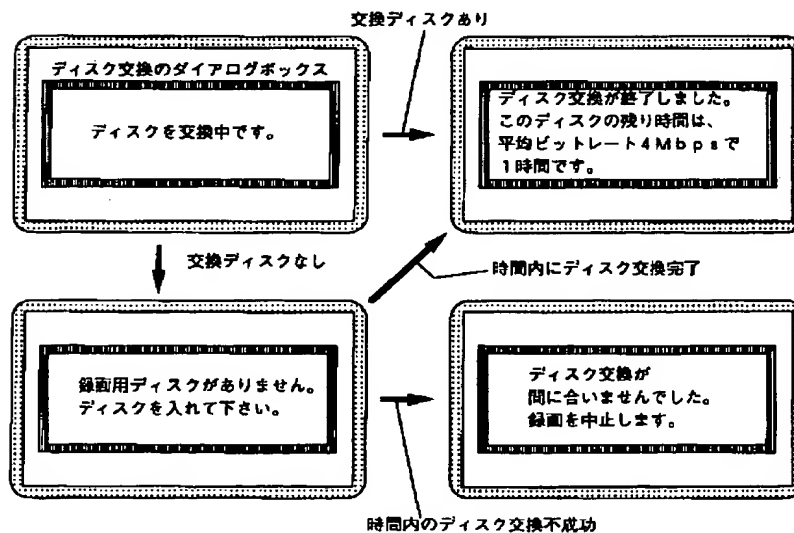 交換ディスクあり
ディスク交換のダイアログボックス
ディスクを交換中です。
ディスク交換が終了しました。
このディスクの残り時間は、
平均ビットレート4Mbpsで
1時間です。
交換ディスクなし
時間内にディスク交換完了
録画用ディスクがありません。
ディスクを入れて下さい。
ディスク交換が
間に合いませんでした。
録画を中止します。
時間内のディスク交換不成功